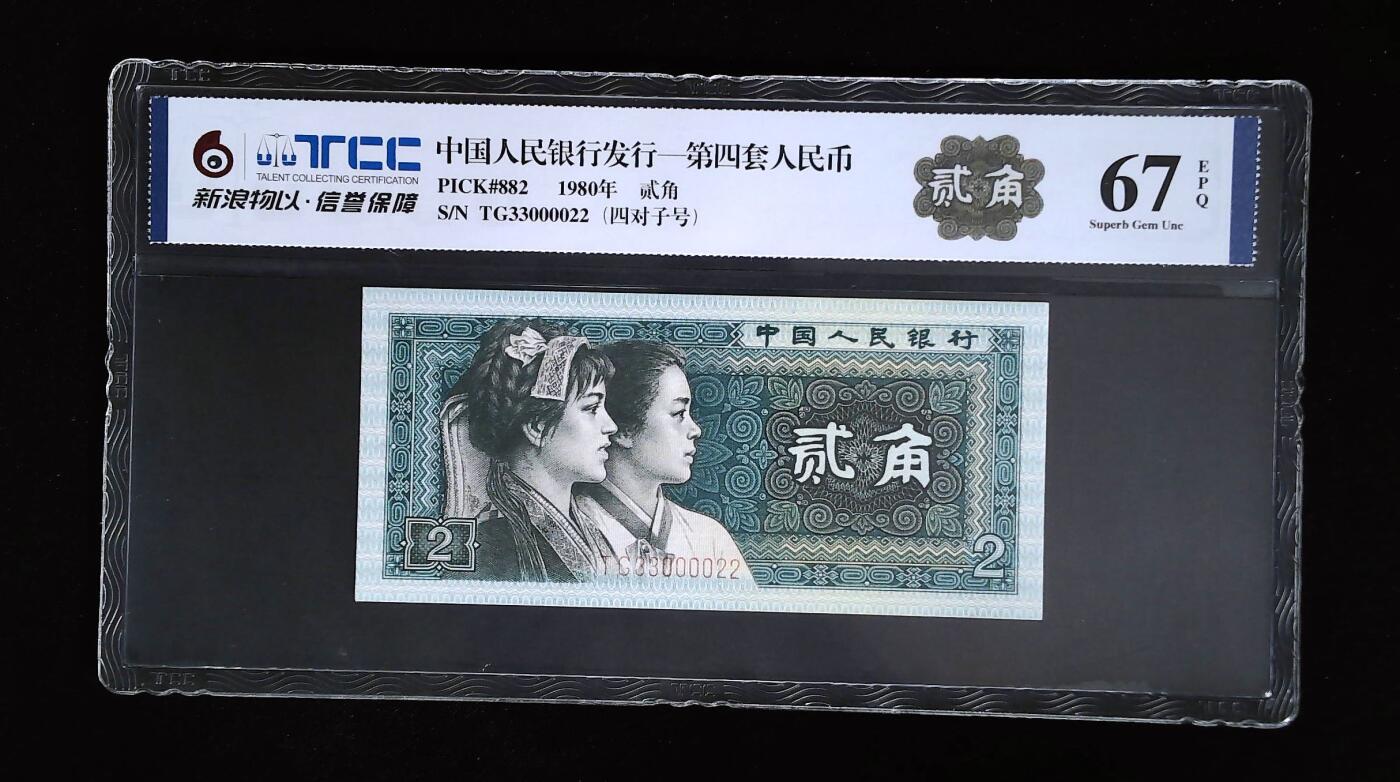 TCC
TALENT COLLECTING CERTIFICATION
新浪物以·信誉保障
中国人民银行发行—第四套人民币
PICK#882 1980年 贰角
S/N TG33000022 (四对子号)
贰角
67
EPQ
Superb Gem Unc
中国人民银行
贰角
2
2
TG33000022